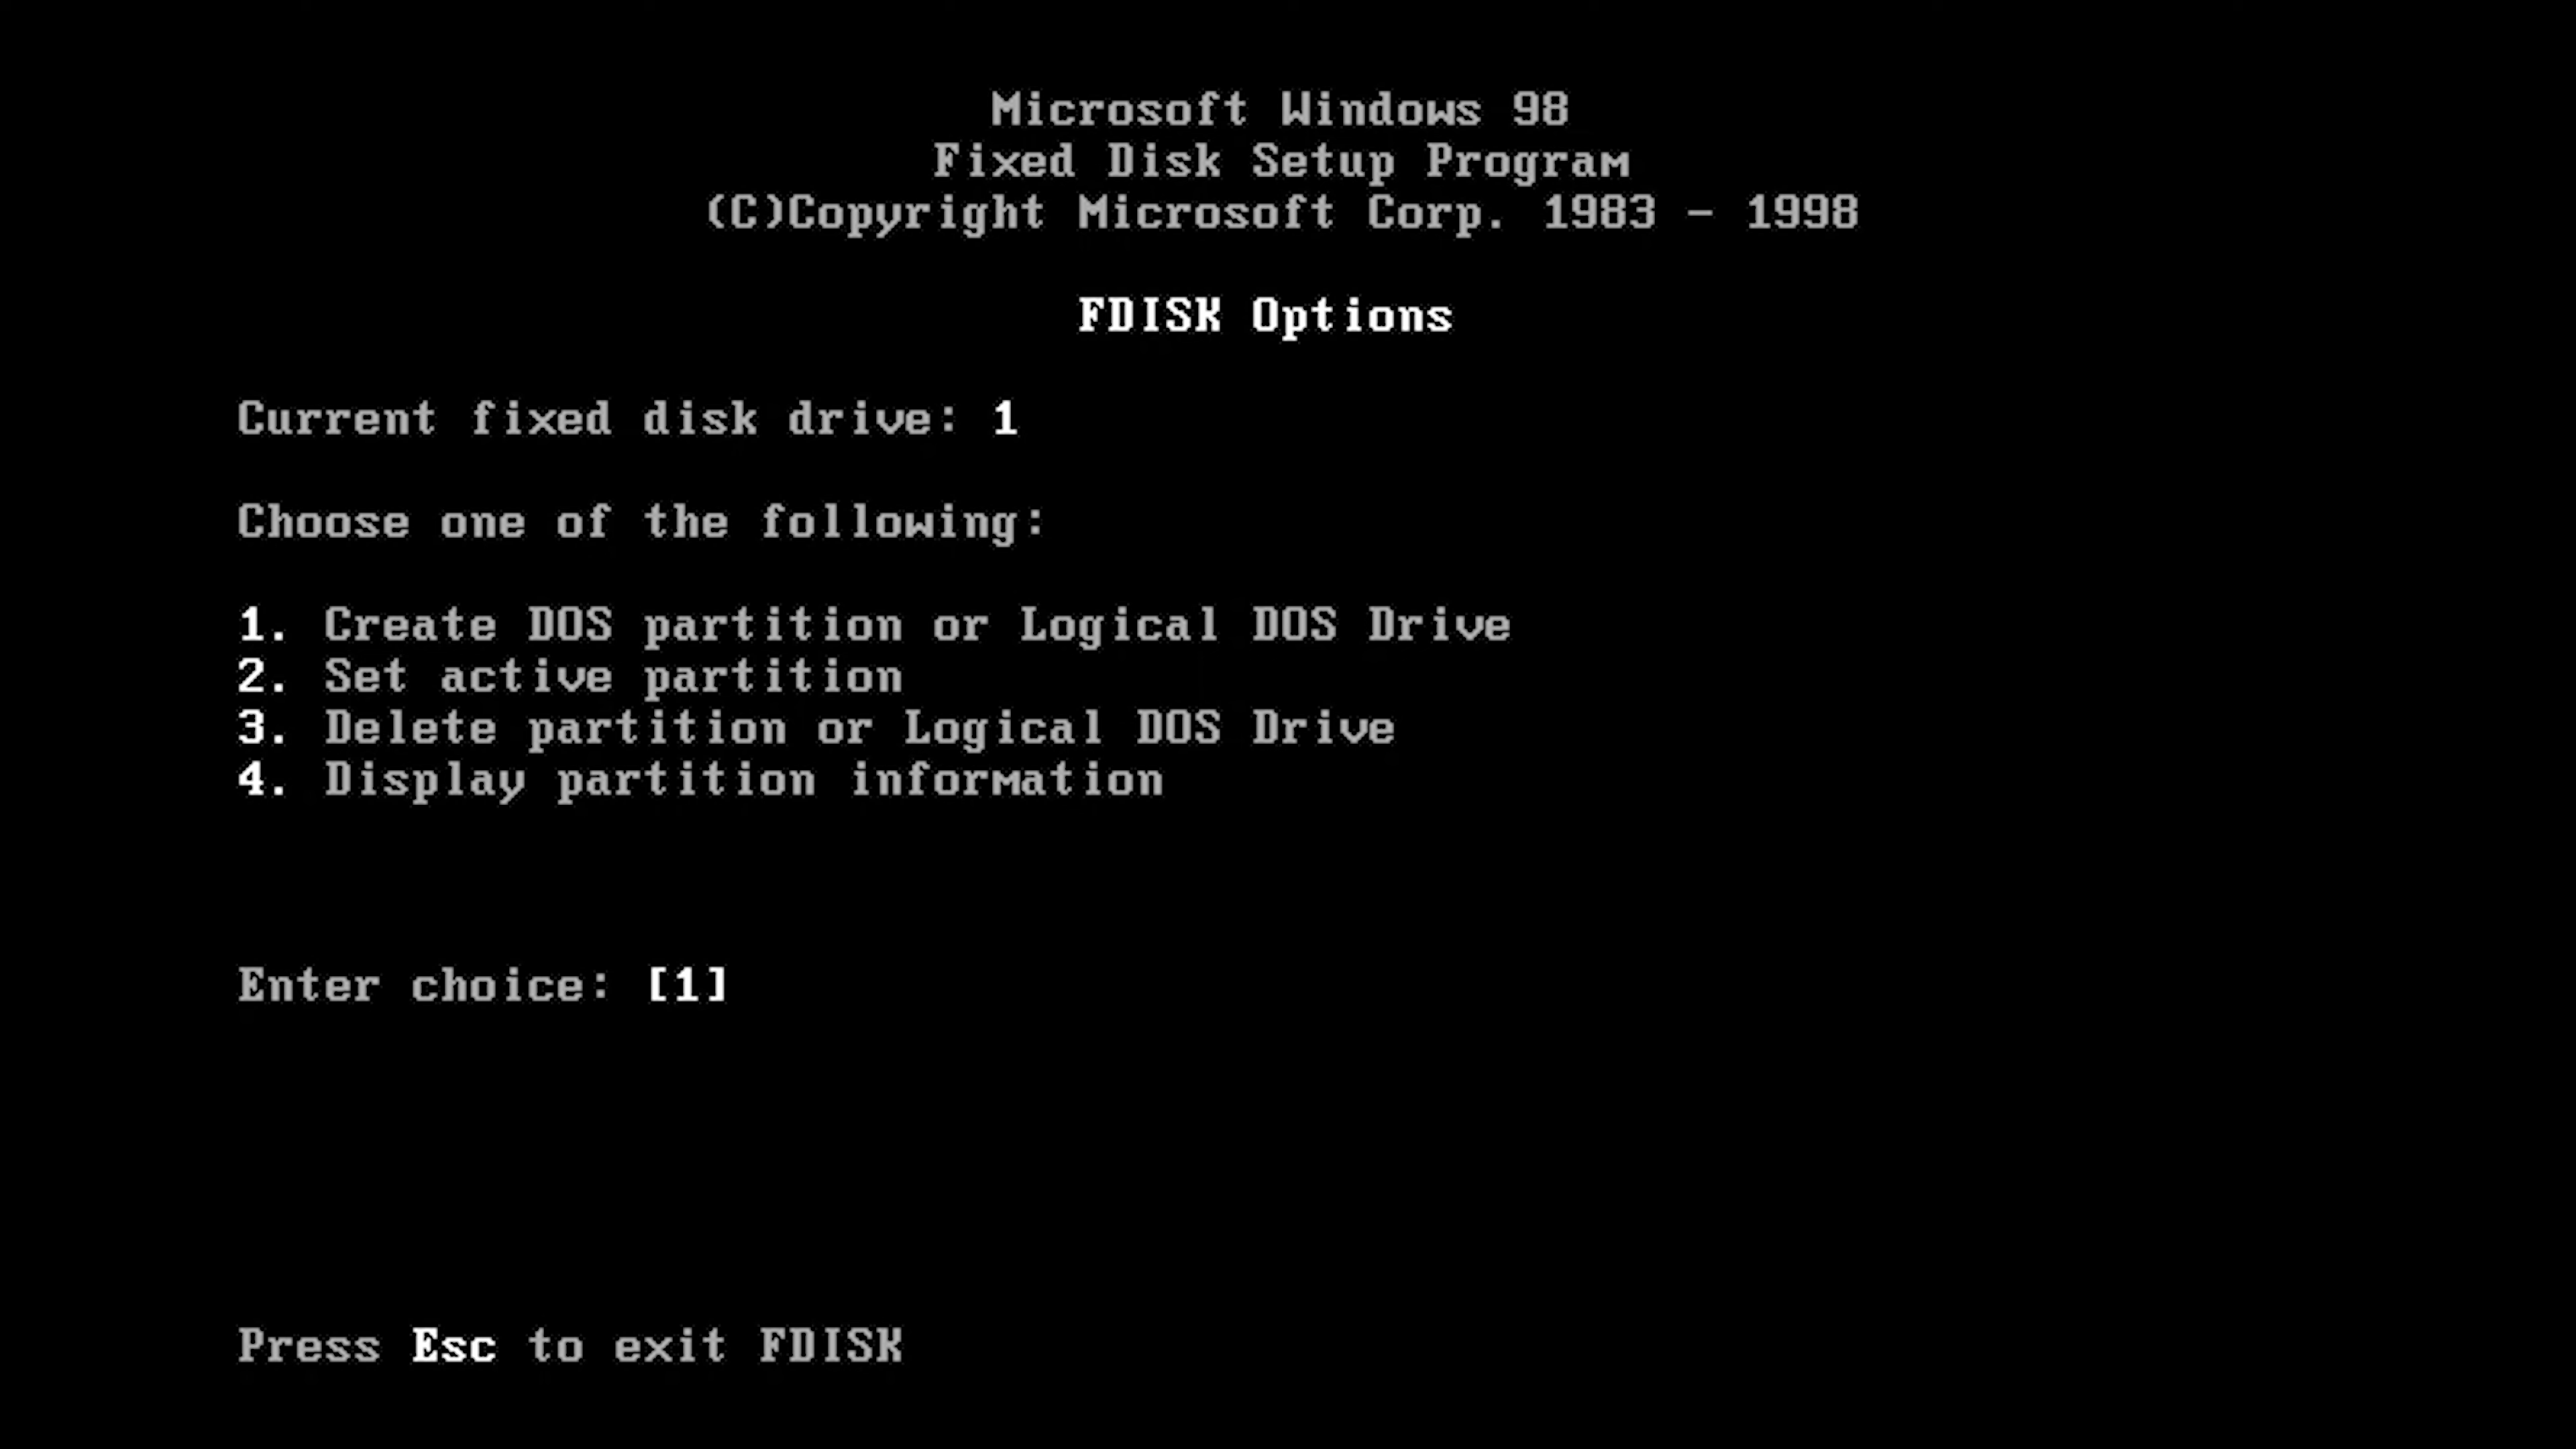 Microsoft Windows 98
Fixed Disk Setup Program
(C)Copyright Microsoft Corp. 1983 - 1998
FDISK Options
Current fixed disk drive: 1
Choose one of the following:
1. Create DOS partition or Logical DOS Drive
2. Set active partition
3. Delete partition or Logical DOS Drive
4. Display partition information
Enter choice: [1]
Press Esc to exit FDISK